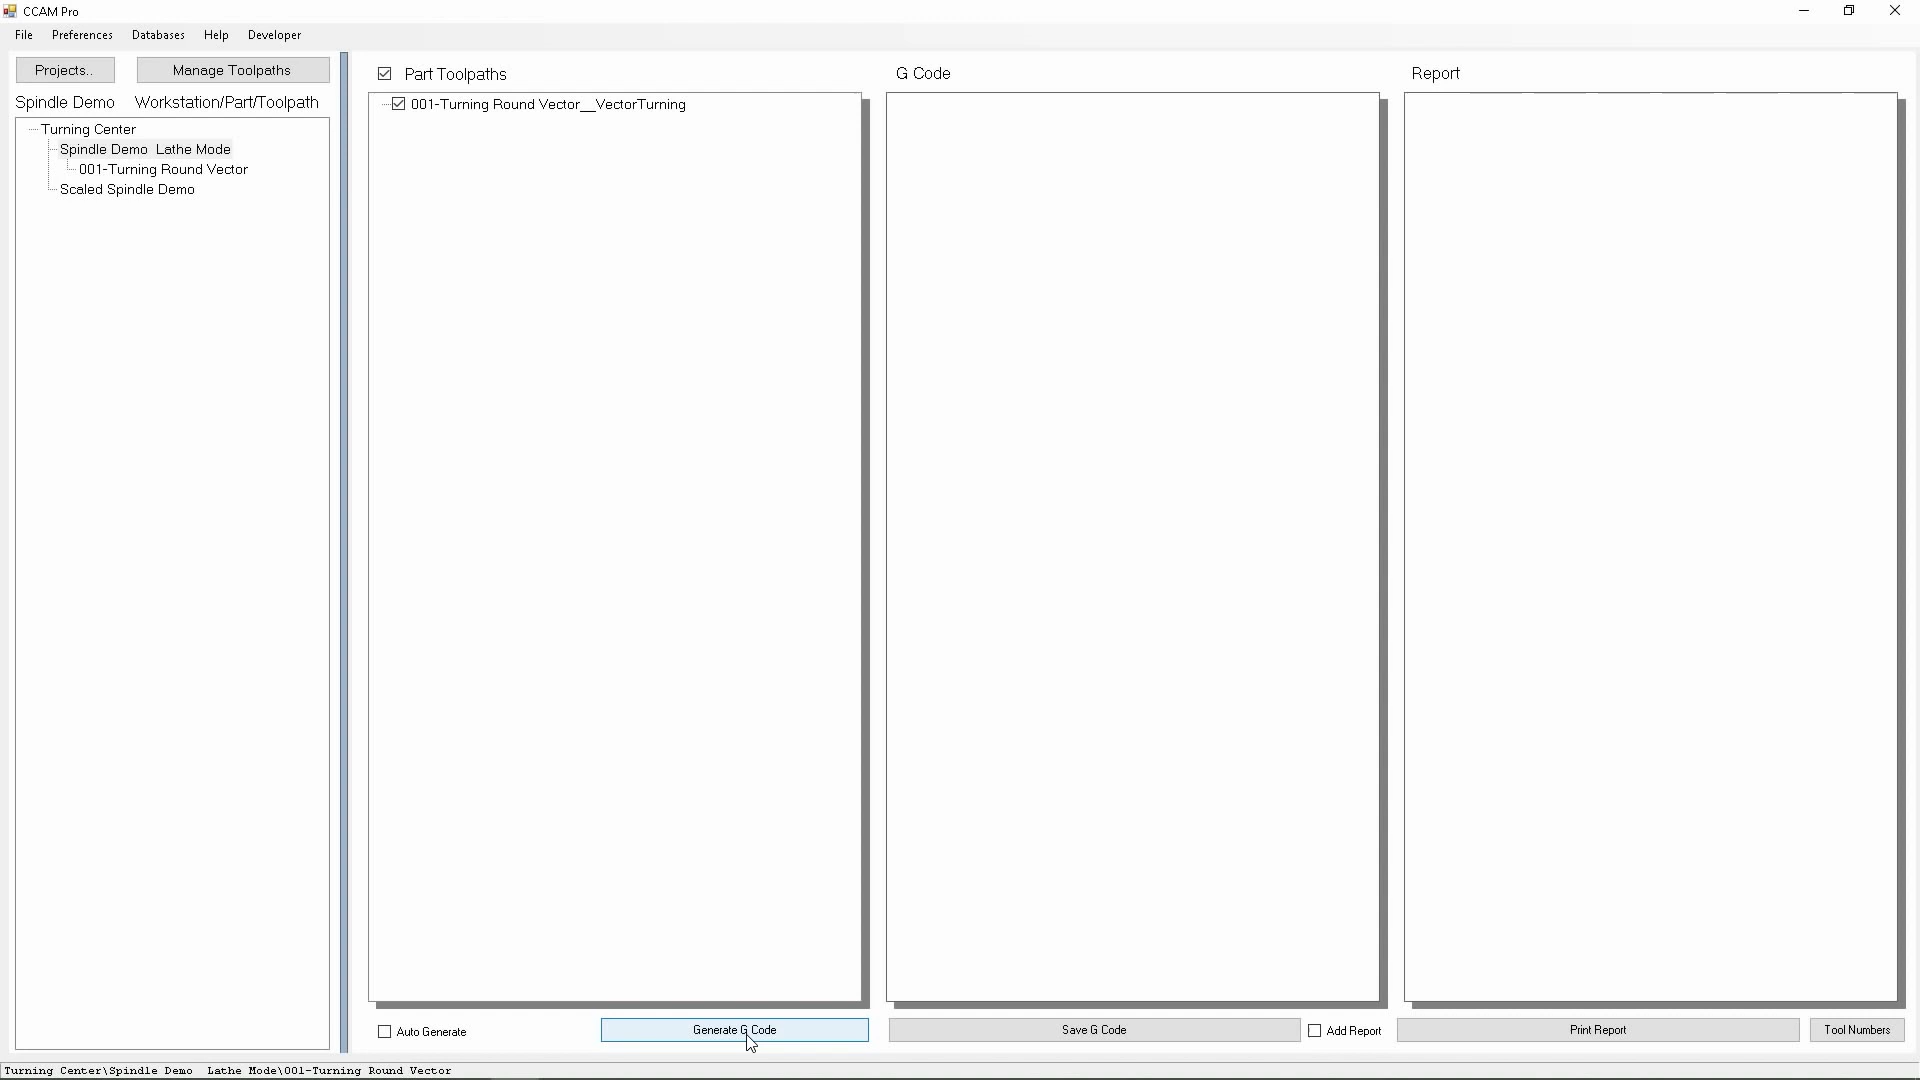 CCAM Pro
File Preferences Databases Help Developer
Projects.. Manage Toolpaths
Spindle Demo Workstation/Part/Toolpath
Turning Center
Spindle Demo  Lathe Mode
001-Turning Round Vector
Scaled Spindle Demo
Part Toolpaths
001-Turning Round Vector__VectorTurning
G Code
Report
Auto Generate
Generate G Code
Save G Code
Add Report
Print Report
Tool Numbers
Turning Center\Spindle Demo  Lathe Mode\001-Turning Round Vector